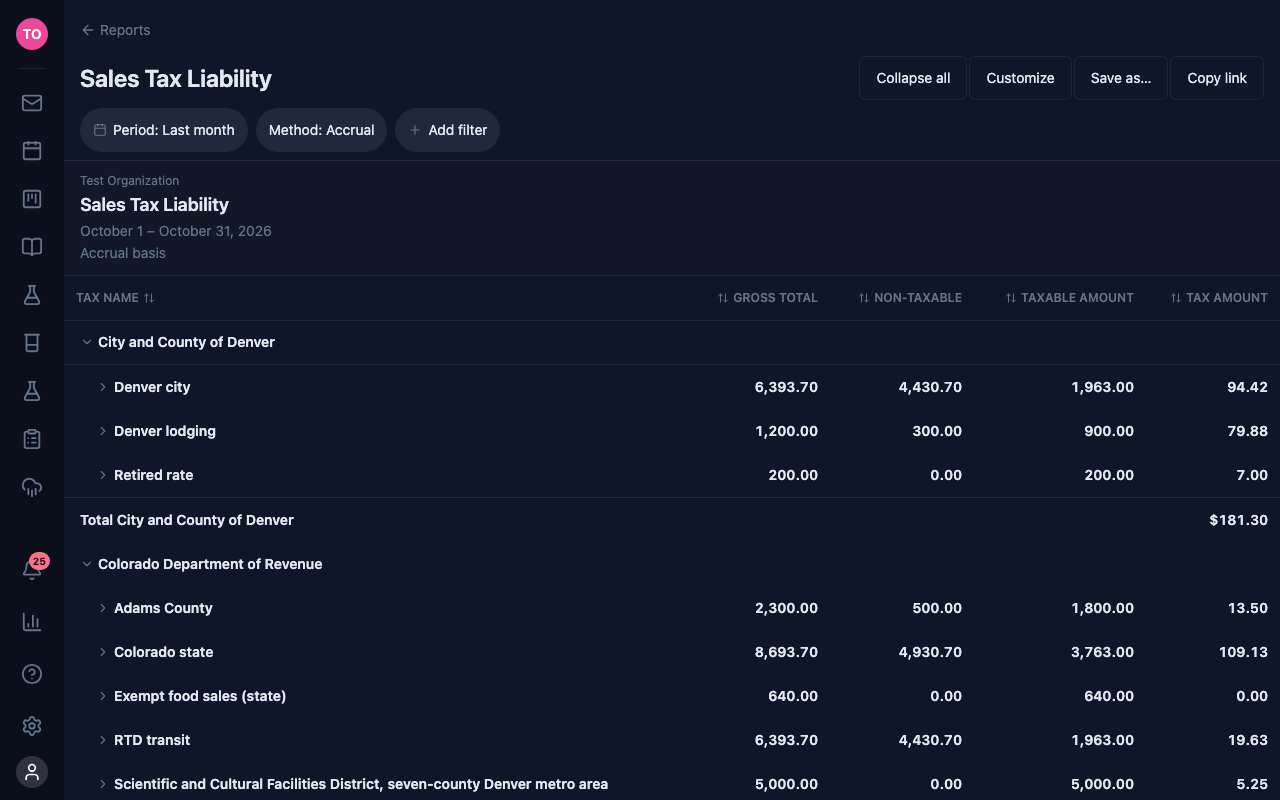 TO
Reports
Sales Tax Liability
Collapse all
Customize
Save as...
Copy link
Period: Last month
Method: Accrual
Add filter
Test Organization
Sales Tax Liability
October 1 – October 31, 2026
Accrual basis
TAX NAME GROSS TOTAL NON-TAXABLE TAXABLE AMOUNT TAX AMOUNT
City and County of Denver
Denver city 6,393.70 4,430.70 1,963.00 94.42
Denver lodging 1,200.00 300.00 900.00 79.88
Retired rate 200.00 0.00 200.00 7.00
Total City and County of Denver $181.30
Colorado Department of Revenue
Adams County 2,300.00 500.00 1,800.00 13.50
Colorado state 8,693.70 4,930.70 3,763.00 109.13
Exempt food sales (state) 640.00 0.00 640.00 0.00
RTD transit 6,393.70 4,430.70 1,963.00 19.63
Scientific and Cultural Facilities District, seven-county Denver metro area 5,000.00 0.00 5,000.00 5.25
25